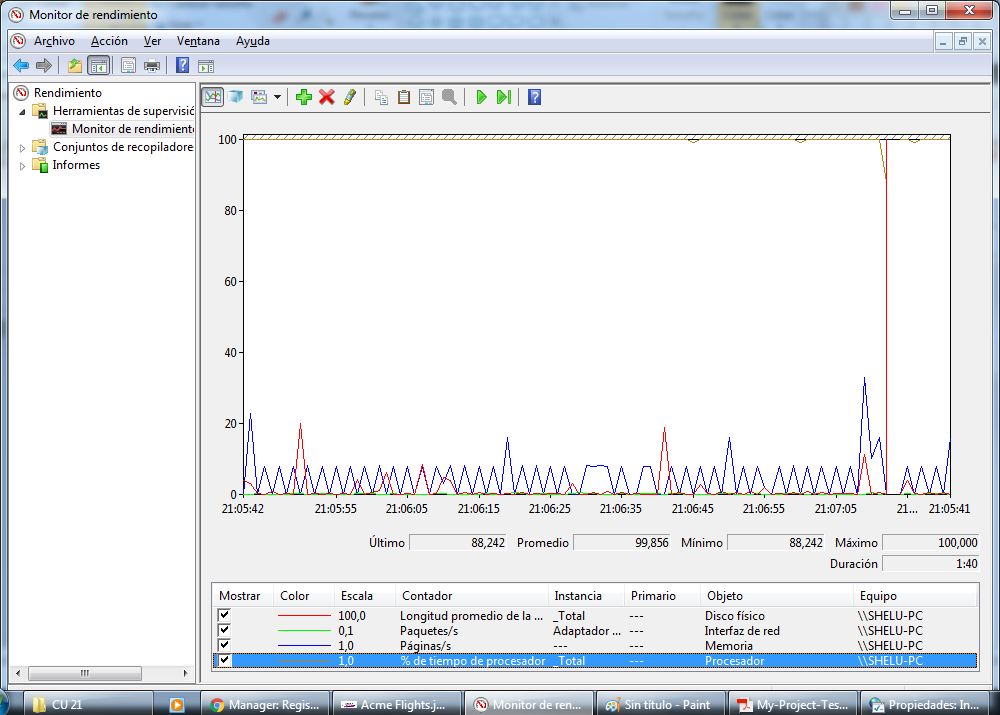 Monitor de rendimiento
Archivo Acción Ver Ventana Ayuda
Rendimiento
Herramientas de supervisió
Monitor de rendimient
Conjuntos de recopiladore
Informes
100
80
60
40
20
0
21:05:42 21:05:55 21:06:05 21:06:15 21:06:25 21:06:35 21:06:45 21:06:55 21:07:05 21... 21:05:41
Último 88,242 Promedio 99,856 Mínimo 88,242 Máximo 100,000
Duración 1:40
Mostrar Color Escala Contador Instancia Primario Objeto Equipo
100,0 Longitud promedio de la ... _Total --- Disco físico \\SHELU-PC
0,1 Paquetes/s Adaptador ... --- Interfaz de red \\SHELU-PC
1,0 Páginas/s --- --- Memoria \\SHELU-PC
1,0 % de tiempo de procesador _Total --- Procesador \\SHELU-PC
CU 21 Manager: Regis... Acme Flights.j... Monitor de ren... Sin título - Paint My-Project-Tes... Propiedades: In...